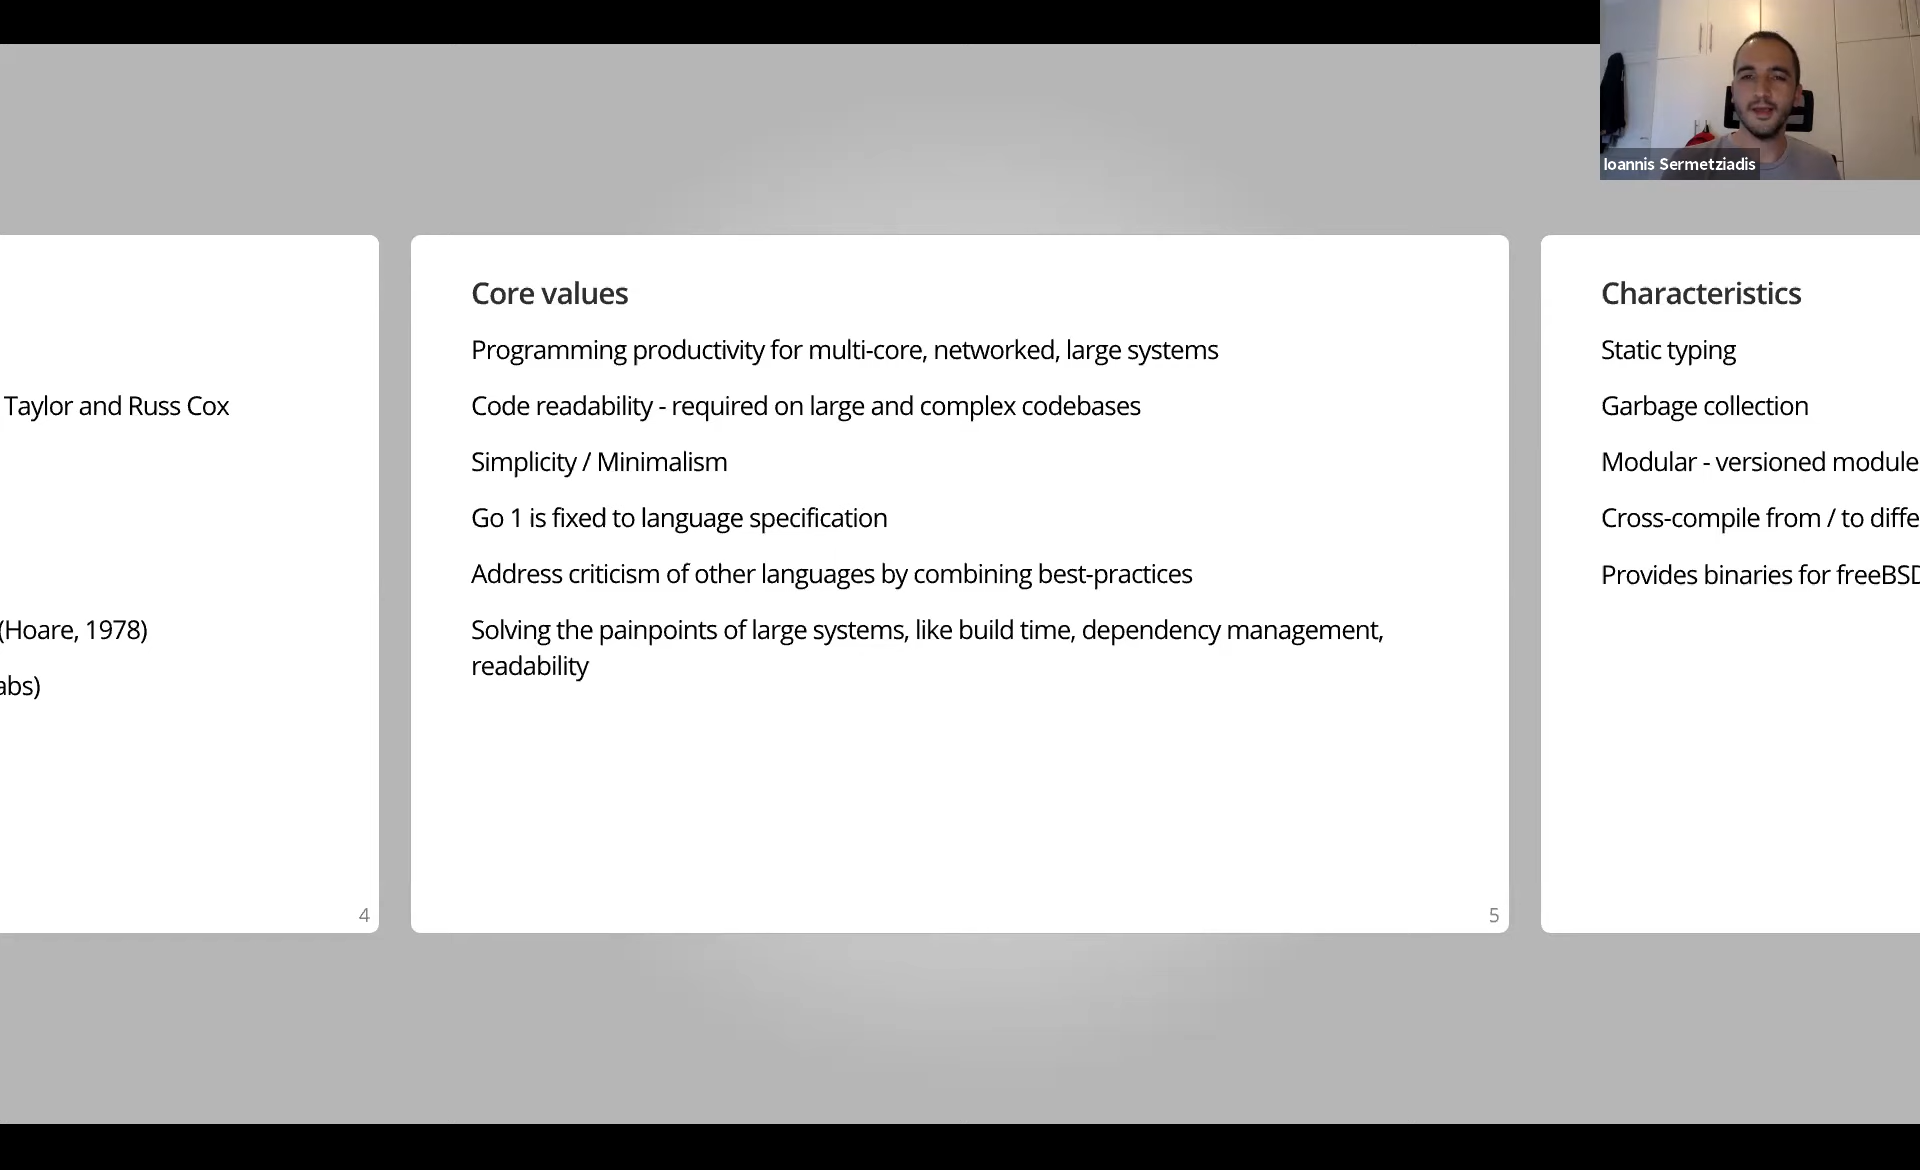 Ioannis Sermetziadis
Taylor and Russ Cox
(Hoare, 1978)
abs)
4
Core values
Programming productivity for multi-core, networked, large systems
Code readability - required on large and complex codebases
Simplicity / Minimalism
Go 1 is fixed to language specification
Address criticism of other languages by combining best-practices
Solving the painpoints of large systems, like build time, dependency management,
readability
5
Characteristics
Static typing
Garbage collection
Modular - versioned module
Cross-compile from / to diffe
Provides binaries for freeBSD